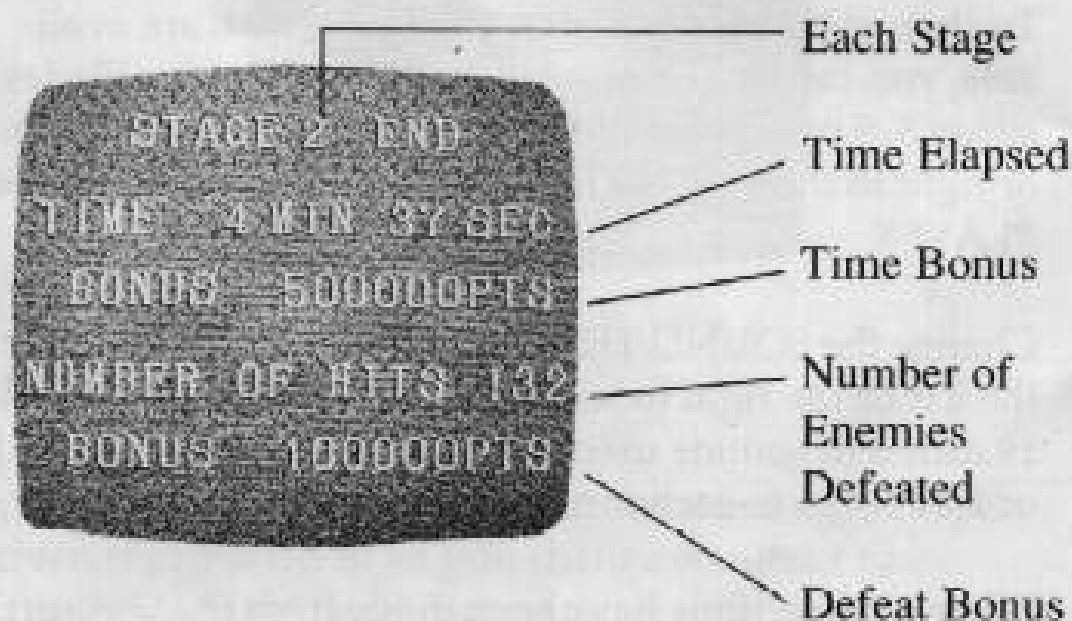 Each Stage
STAGE 2 END
Time Elapsed
TIME 4 MIN 37 SEC
Time Bonus
BONUS 500000PTS
NUMBER OF HITS 132
Number of
Enemies
Defeated
BONUS 100000PTS
Defeat Bonus